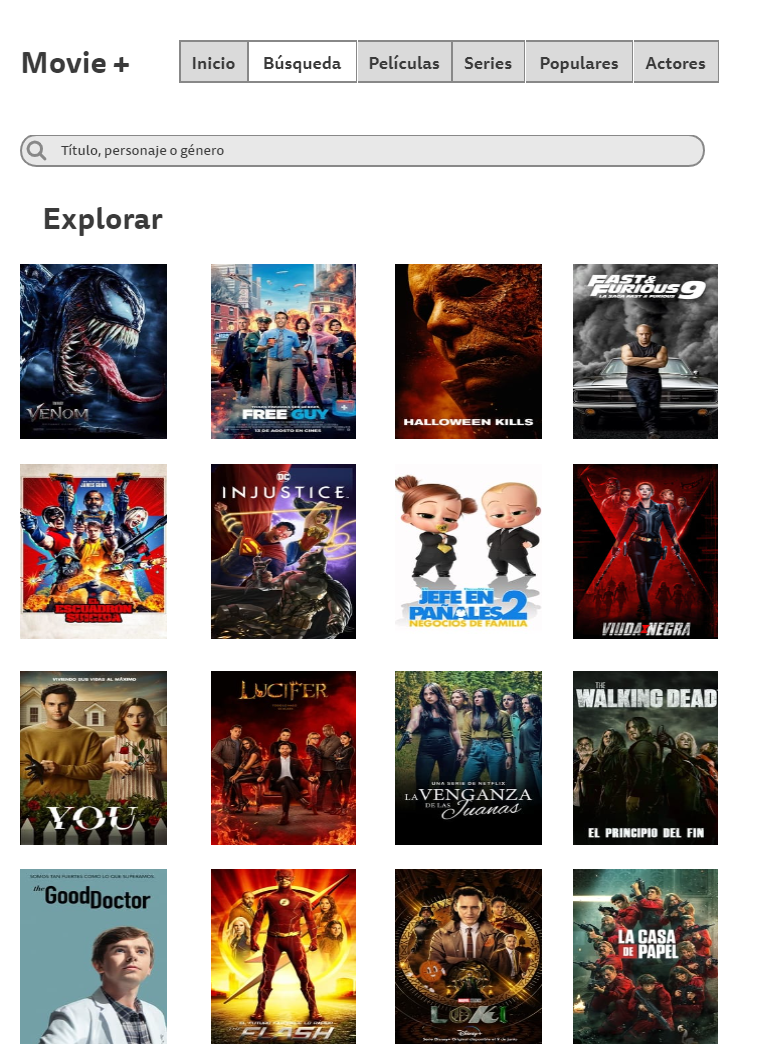 Movie +
Inicio
Búsqueda
Películas
Series
Populares
Actores
Título, personaje o género
Explorar
VENOM
FREE GUY
13 DE AGOSTO EN CINES
HALLOWEEN KILLS
FAST &
FURIOUS 9
LA SAGA FAST & FURIOUS
JAMES GUNN
EL
ESCUADRÓN
SUICIDA
DC
INJUSTICE
JEFE EN
PAÑALES 2
NEGOCIOS DE FAMILIA
VIUDA NEGRA
VIVIENDO SUS VIDAS AL MÁXIMO
YOU
LUCIFER
UNA SERIE DE NETFLIX
LA VENGANZA
DE LAS Juanas
THE
WALKING DEAD
EL PRINCIPIO DEL FIN
SOMOS TAN FUERTES COMO LO QUE SUPERAMOS
the GoodDoctor
FLASH
MARVEL STUDIOS
LOKI
Disney+
LA CASA
DE PAPEL